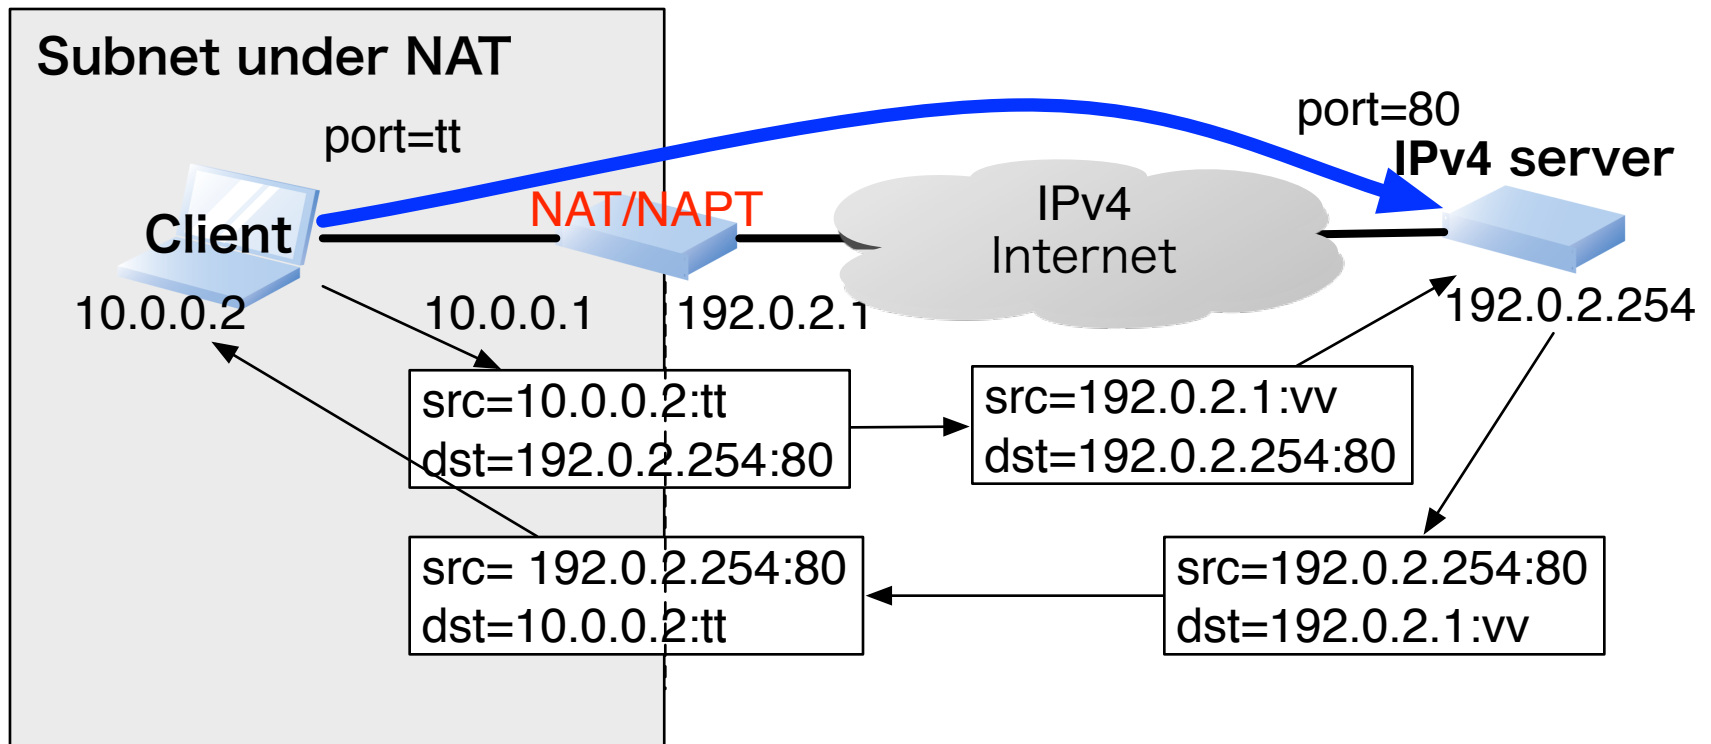 Subnet under NAT
port=tt
port=80
IPv4 server
NAT/NAPT
IPv4
Internet
Client
10.0.0.2
10.0.0.1
192.0.2.1
192.0.2.254
src=10.0.0.2:tt
dst=192.0.2.254:80
src=192.0.2.1:vv
dst=192.0.2.254:80
src= 192.0.2.254:80
dst=10.0.0.2:tt
src=192.0.2.254:80
dst=192.0.2.1:vv